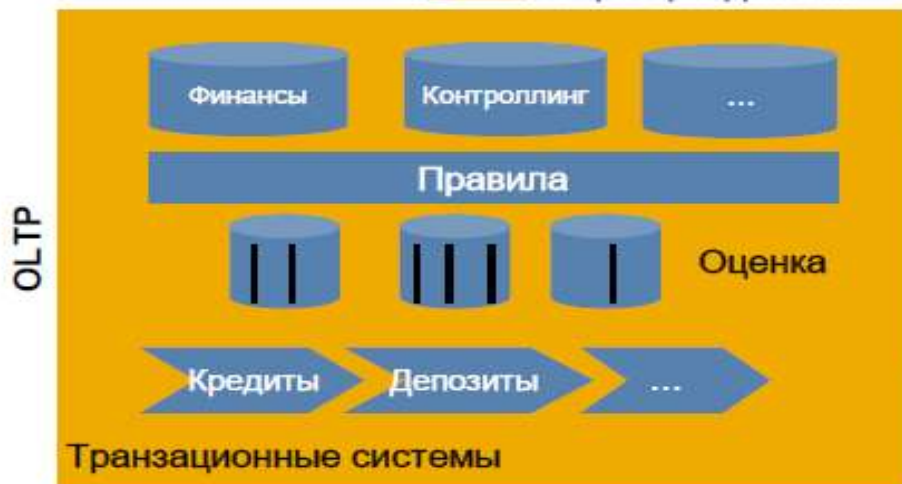 Финансы
Контроллинг
...
Правила
OLTP
Оценка
Кредиты
Депозиты
...
Транзационные системы